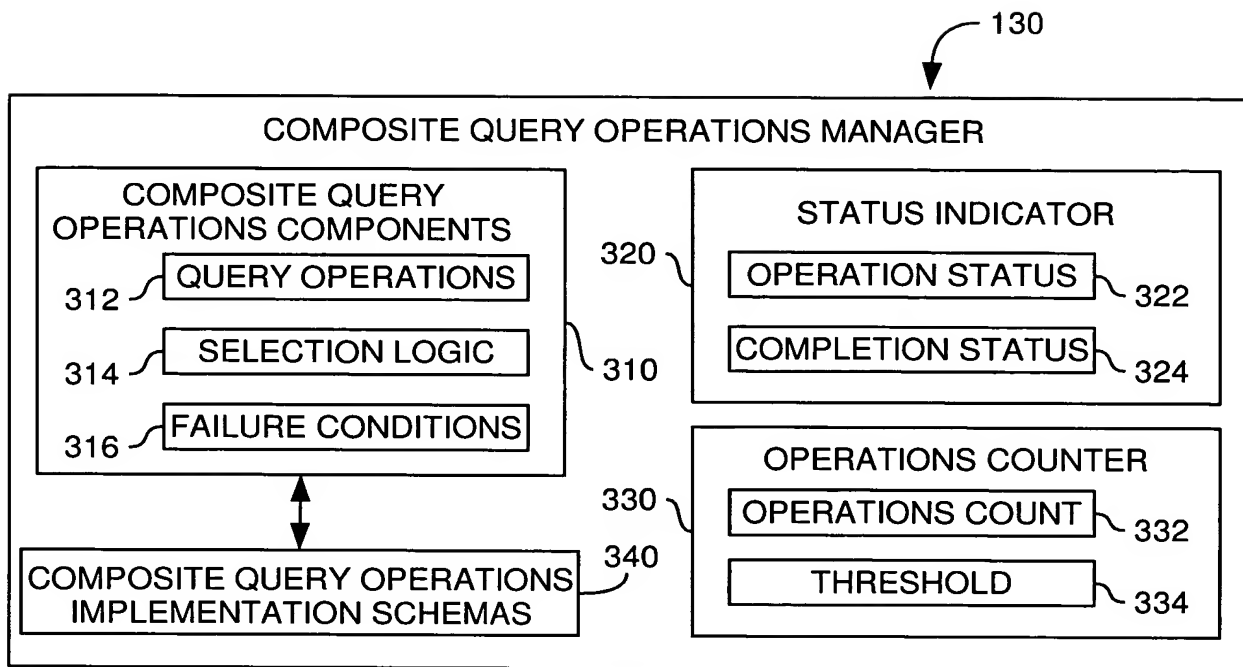 130
COMPOSITE QUERY OPERATIONS MANAGER
COMPOSITE QUERY
OPERATIONS COMPONENTS
312
QUERY OPERATIONS
314
SELECTION LOGIC
310
316
FAILURE CONDITIONS
340
COMPOSITE QUERY OPERATIONS
IMPLEMENTATION SCHEMAS
320
STATUS INDICATOR
OPERATION STATUS
322
COMPLETION STATUS
324
330
OPERATIONS COUNTER
OPERATIONS COUNT
332
THRESHOLD
334